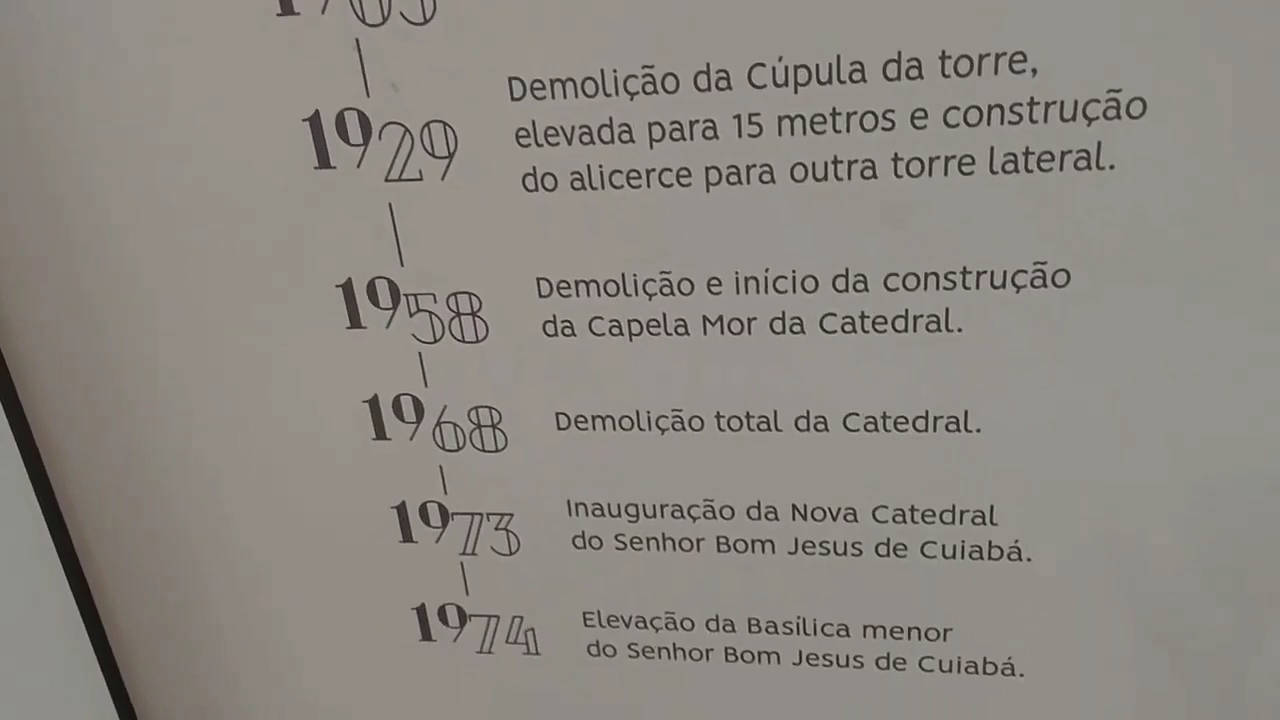 1929
Demolição da Cúpula da torre,
elevada para 15 metros e construção
do alicerce para outra torre lateral.
1958
Demolição e início da construção
da Capela Mor da Catedral.
1968
Demolição total da Catedral.
1973
Inauguração da Nova Catedral
do Senhor Bom Jesus de Cuiabá.
1974
Elevação da Basílica menor
do Senhor Bom Jesus de Cuiabá.